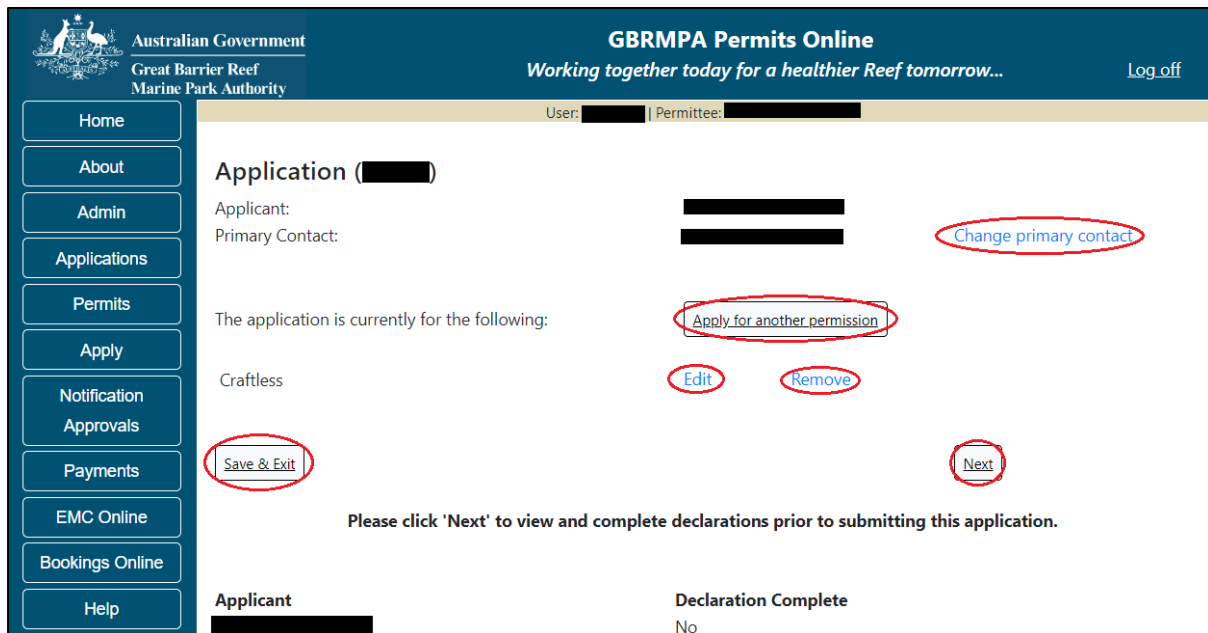 Australian Government
Great Barrier Reef
Marine Park Authority
GBRMPA Permits Online
Working together today for a healthier Reef tomorrow...
Log off
User: | Permittee:
Home
About
Admin
Applications
Permits
Apply
Notification
Approvals
Payments
EMC Online
Bookings Online
Help
Application ( )
Applicant:
Primary Contact:
Change primary contact
The application is currently for the following:
Apply for another permission
Craftless
Edit
Remove
Save & Exit
Next
Please click 'Next' to view and complete declarations prior to submitting this application.
Applicant
Declaration Complete
No